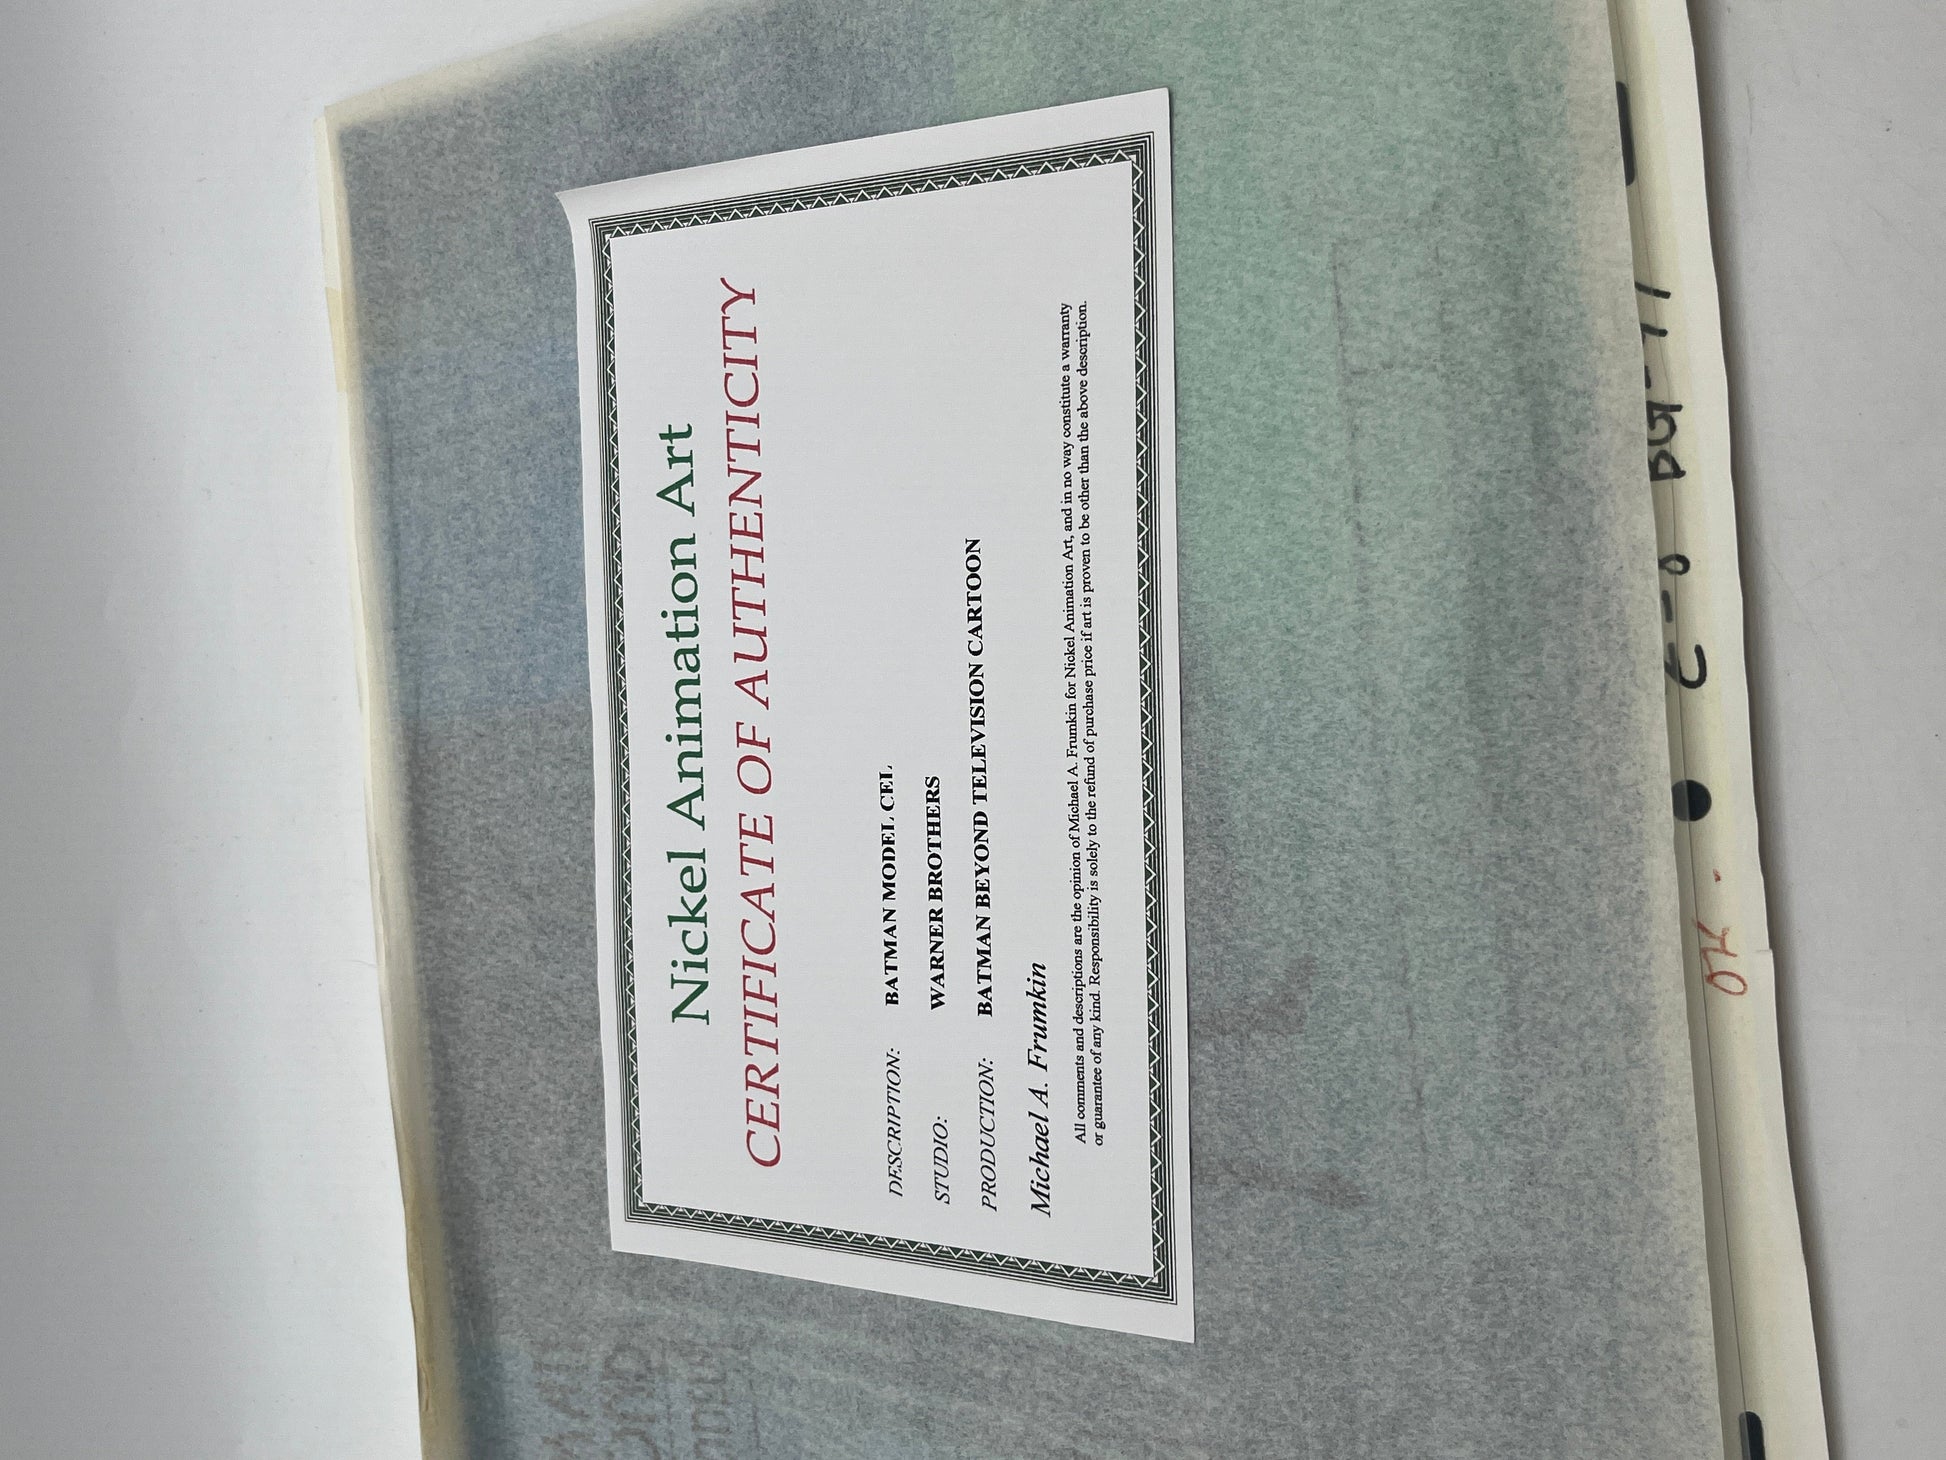 Nickel Animation Art
CERTIFICATE OF AUTHENTICITY
DESCRIPTION: BATMAN MODEL CEL
STUDIO: WARNER BROTHERS
PRODUCTION: BATMAN BEYOND TELEVISION CARTOON
Michael A. Frumkin
All comments and descriptions are the opinion of Michael A. Frumkin for Nickel Animation Art, and in no way constitute a warranty
or guarantee of any kind. Responsibility is solely to the refund of purchase price if art is proven to be other than the above description.
OK.